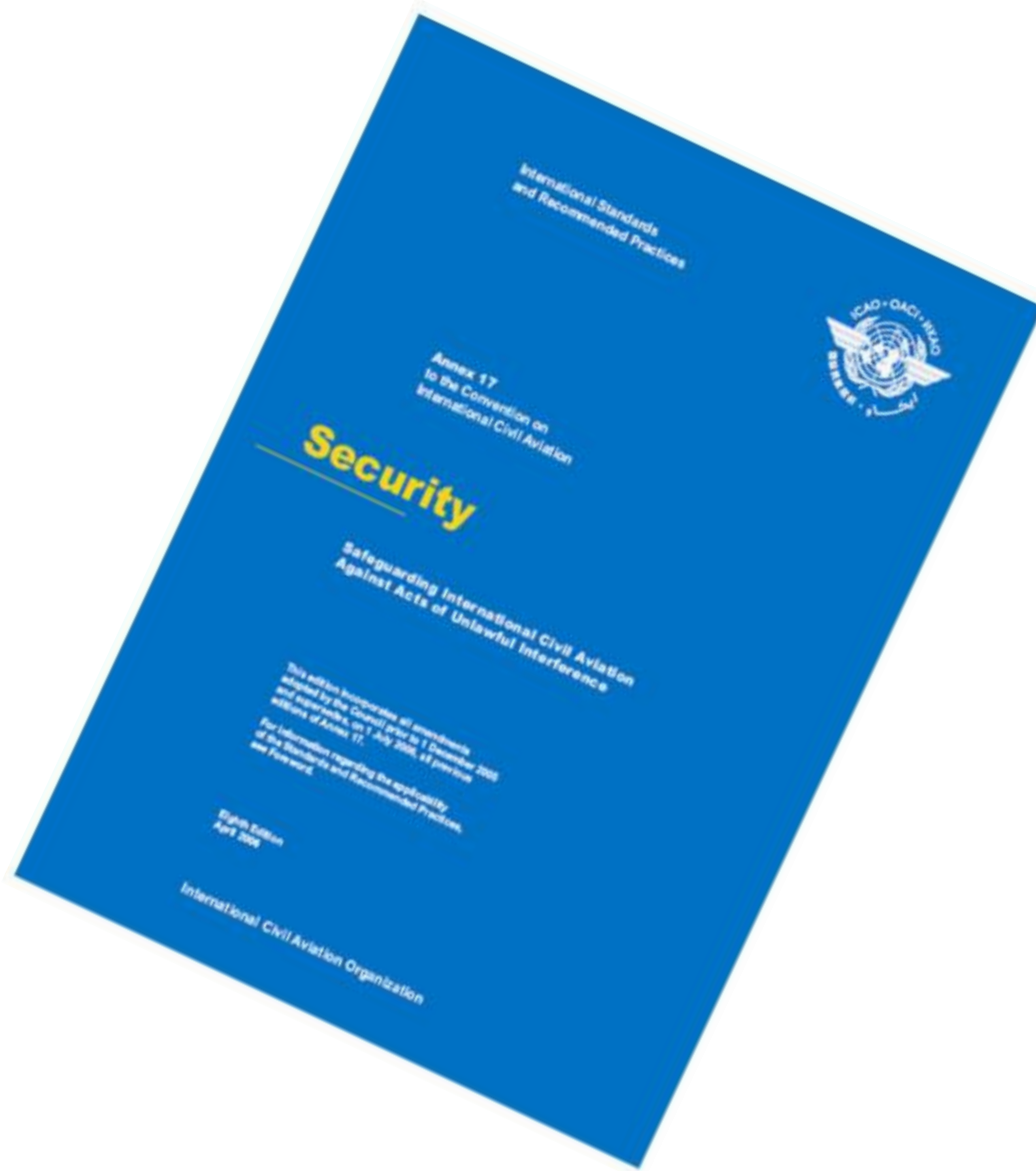 International Standards
and Recommended Practices
ICAO • OACI • ИКАО
Annex 17
to the Convention on
International Civil Aviation
Security
Safeguarding International Civil Aviation
Against Acts of Unlawful Interference
This edition incorporates all amendments
adopted by the Council prior to 1 December 2005
and supersedes, on 1 July 2006, all previous
editions of Annex 17.
For information regarding the applicability
of the Standards and Recommended Practices,
see Foreword.
Eighth Edition
April 2006
International Civil Aviation Organization